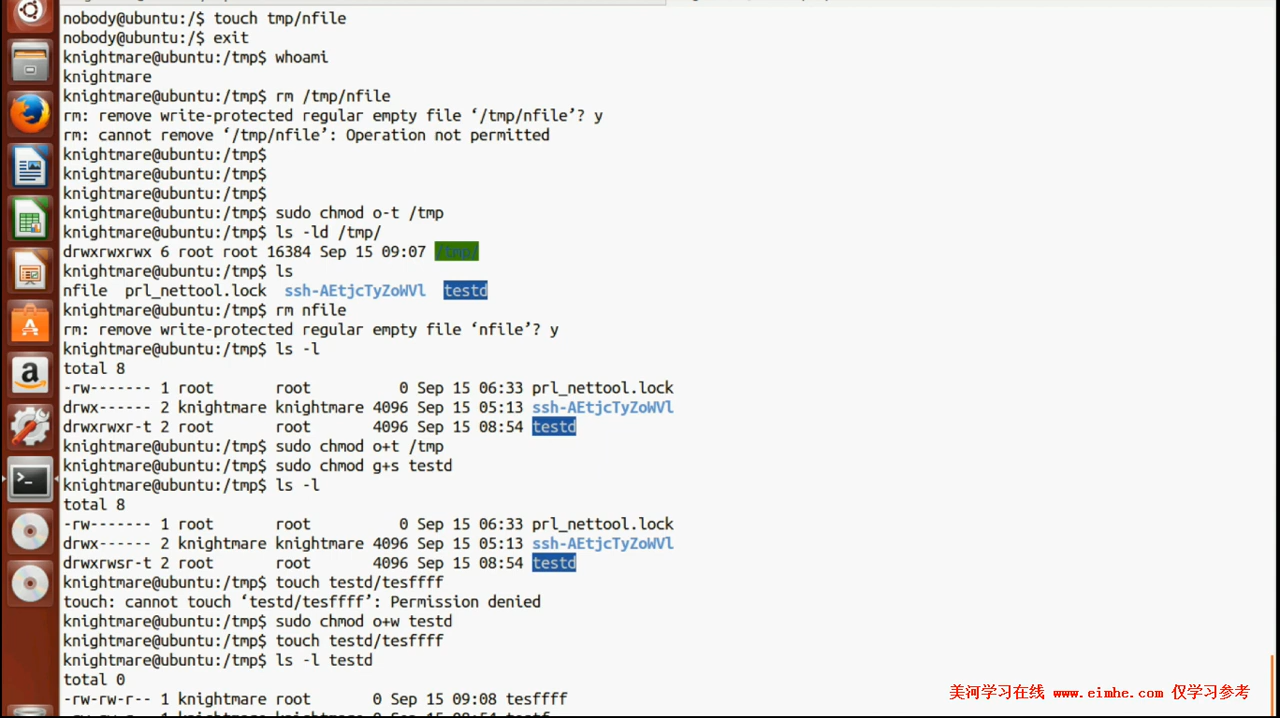 nobody@ubuntu:/$ touch tmp/nfile
nobody@ubuntu:/$ exit
knightmare@ubuntu:/tmp$ whoami
knightmare
knightmare@ubuntu:/tmp$ rm /tmp/nfile
rm: remove write-protected regular empty file ‘/tmp/nfile’? y
rm: cannot remove ‘/tmp/nfile’: Operation not permitted
knightmare@ubuntu:/tmp$
knightmare@ubuntu:/tmp$
knightmare@ubuntu:/tmp$
knightmare@ubuntu:/tmp$ sudo chmod o-t /tmp
knightmare@ubuntu:/tmp$ ls -ld /tmp/
drwxrwxrwx 6 root root 16384 Sep 15 09:07 /tmp/
knightmare@ubuntu:/tmp$ ls
nfile  prl_nettool.lock  ssh-AEtjcTyZoWVl  testd
knightmare@ubuntu:/tmp$ rm nfile
rm: remove write-protected regular empty file ‘nfile’? y
knightmare@ubuntu:/tmp$ ls -l
total 8
-rw------- 1 root       root          0 Sep 15 06:33 prl_nettool.lock
drwx------ 2 knightmare knightmare 4096 Sep 15 05:13 ssh-AEtjcTyZoWVl
drwxrwxr-t 2 root       root       4096 Sep 15 08:54 testd
knightmare@ubuntu:/tmp$ sudo chmod o+t /tmp
knightmare@ubuntu:/tmp$ sudo chmod g+s testd
knightmare@ubuntu:/tmp$ ls -l
total 8
-rw------- 1 root       root          0 Sep 15 06:33 prl_nettool.lock
drwx------ 2 knightmare knightmare 4096 Sep 15 05:13 ssh-AEtjcTyZoWVl
drwxrwsr-t 2 root       root       4096 Sep 15 08:54 testd
knightmare@ubuntu:/tmp$ touch testd/tesffff
touch: cannot touch ‘testd/tesffff’: Permission denied
knightmare@ubuntu:/tmp$ sudo chmod o+w testd
knightmare@ubuntu:/tmp$ touch testd/tesffff
knightmare@ubuntu:/tmp$ ls -l testd
total 0
-rw-rw-r-- 1 knightmare root     0 Sep 15 09:08 tesffff
美河学习在线 www.eimhe.com 仅学习参考